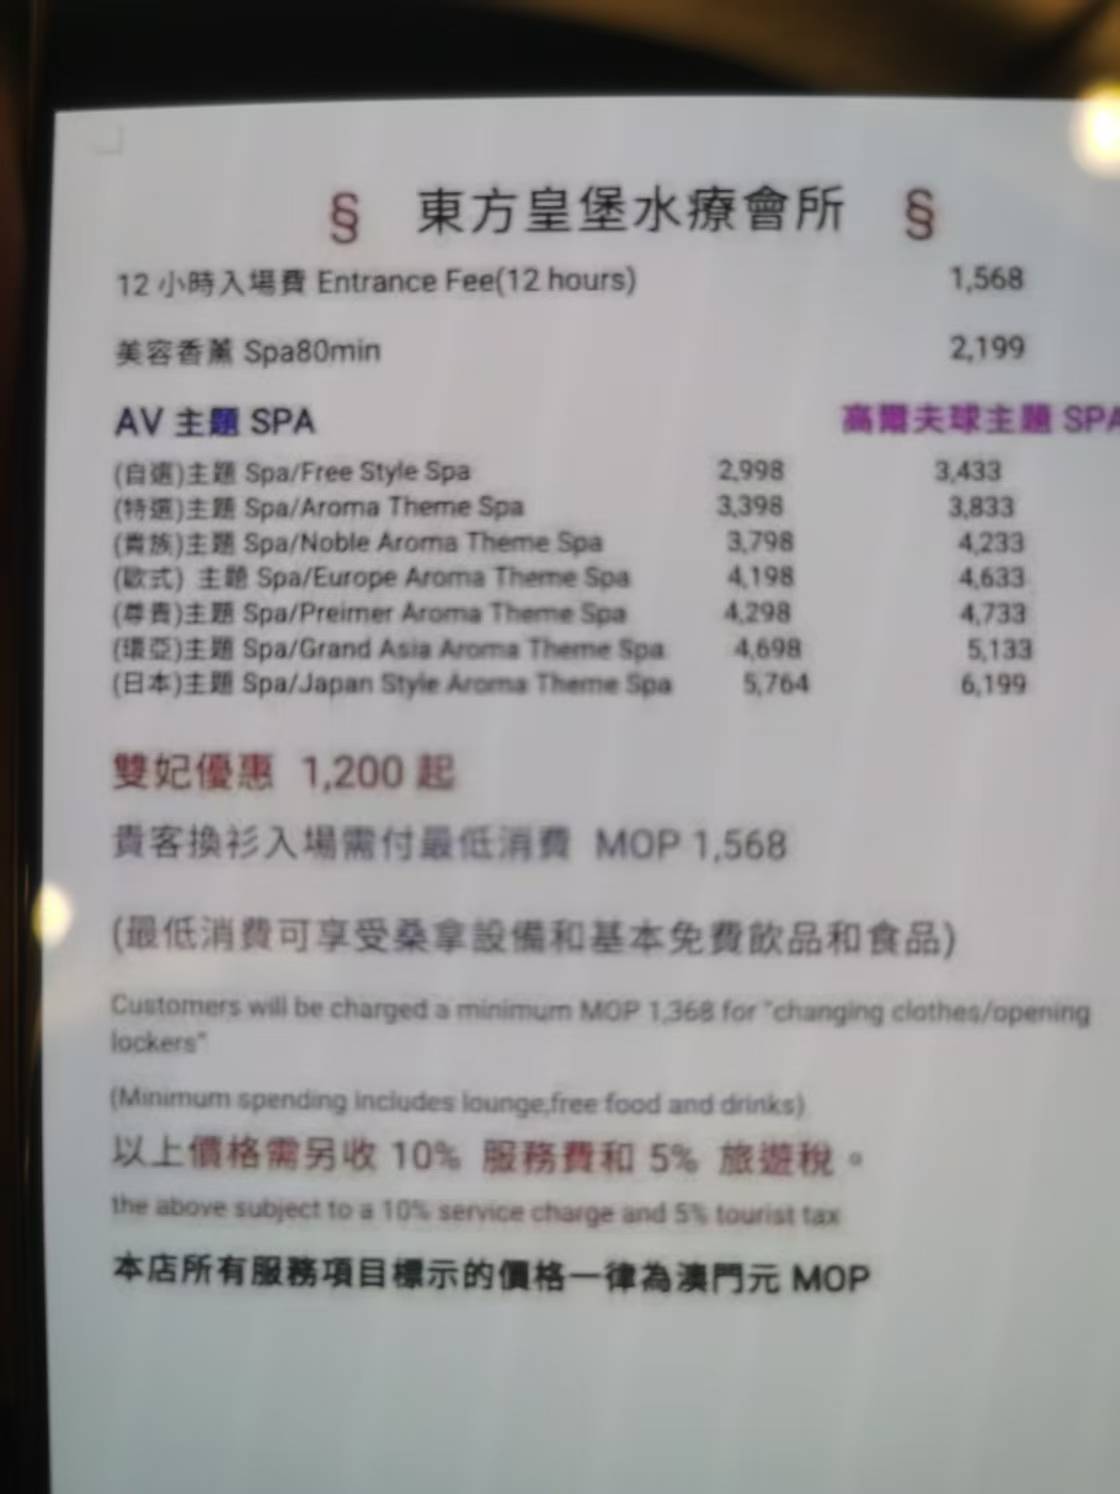 § 東方皇堡水療會所 §
12 小時入場費 Entrance Fee(12 hours) 1,568
美容香薰 Spa80min 2,199
AV 主題 SPA 高爾夫球主題 SPA
(自選)主題 Spa/Free Style Spa 2,998 3,433
(特選)主題 Spa/Aroma Theme Spa 3,398 3,833
(貴族)主題 Spa/Noble Aroma Theme Spa 3,798 4,233
(歐式) 主題 Spa/Europe Aroma Theme Spa 4,198 4,633
(尊貴)主題 Spa/Preimer Aroma Theme Spa 4,298 4,733
(環亞)主題 Spa/Grand Asia Aroma Theme Spa 4,698 5,133
(日本)主題 Spa/Japan Style Aroma Theme Spa 5,764 6,199
雙妃優惠 1,200 起
貴客換衫入場需付最低消費 MOP 1,568
(最低消費可享受桑拿設備和基本免費飲品和食品)
Customers will be charged a minimum MOP 1,368 for "changing clothes/opening
lockers"
(Minimum spending includes lounge,free food and drinks)
以上價格需另收 10% 服務費和 5% 旅遊稅。
the above subject to a 10% service charge and 5% tourist tax
本店所有服務項目標示的價格一律為澳門元 MOP